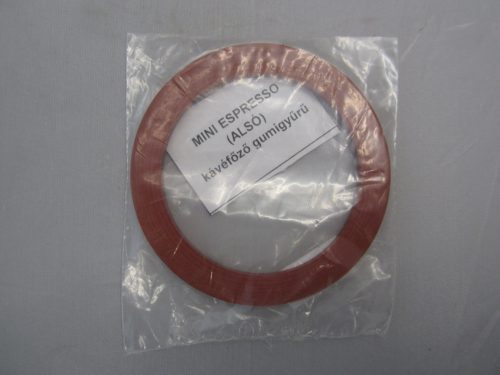 MINI ESPRESSO
(ALSÓ)
kávéfőző gumigyűrű